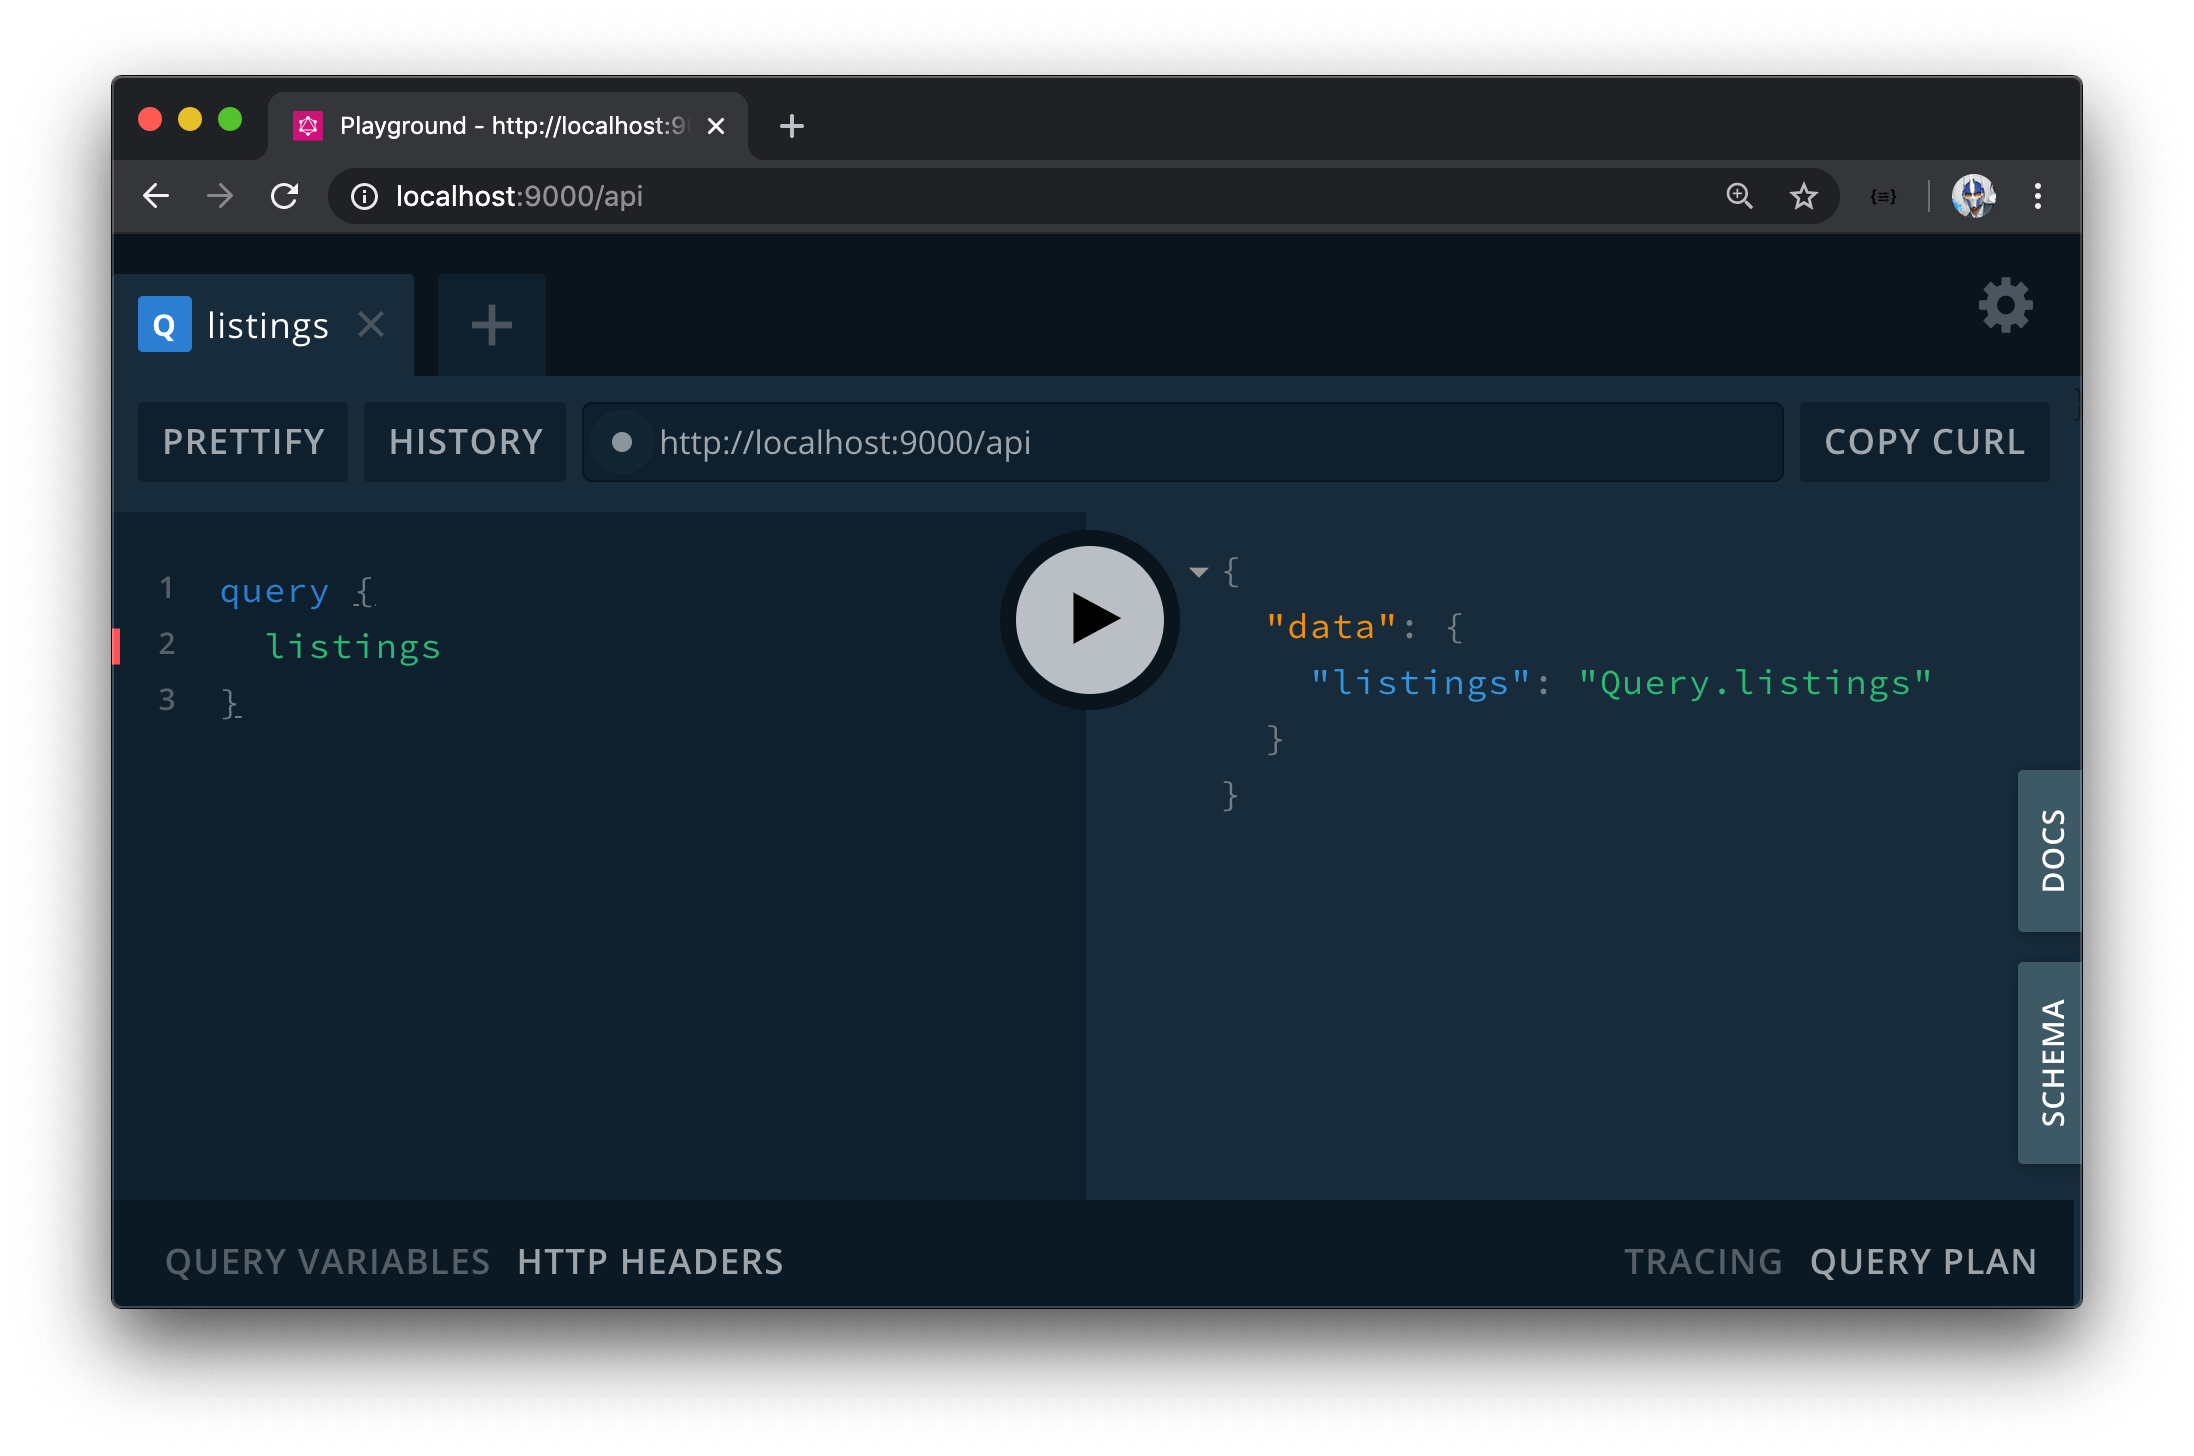 Playground - http://localhost:9
localhost:9000/api
Q listings
PRETTIFY HISTORY http://localhost:9000/api COPY CURL
1 query {
2 listings
3 }
{
"data": {
"listings": "Query.listings"
}
}
DOCS
SCHEMA
QUERY VARIABLES HTTP HEADERS TRACING QUERY PLAN